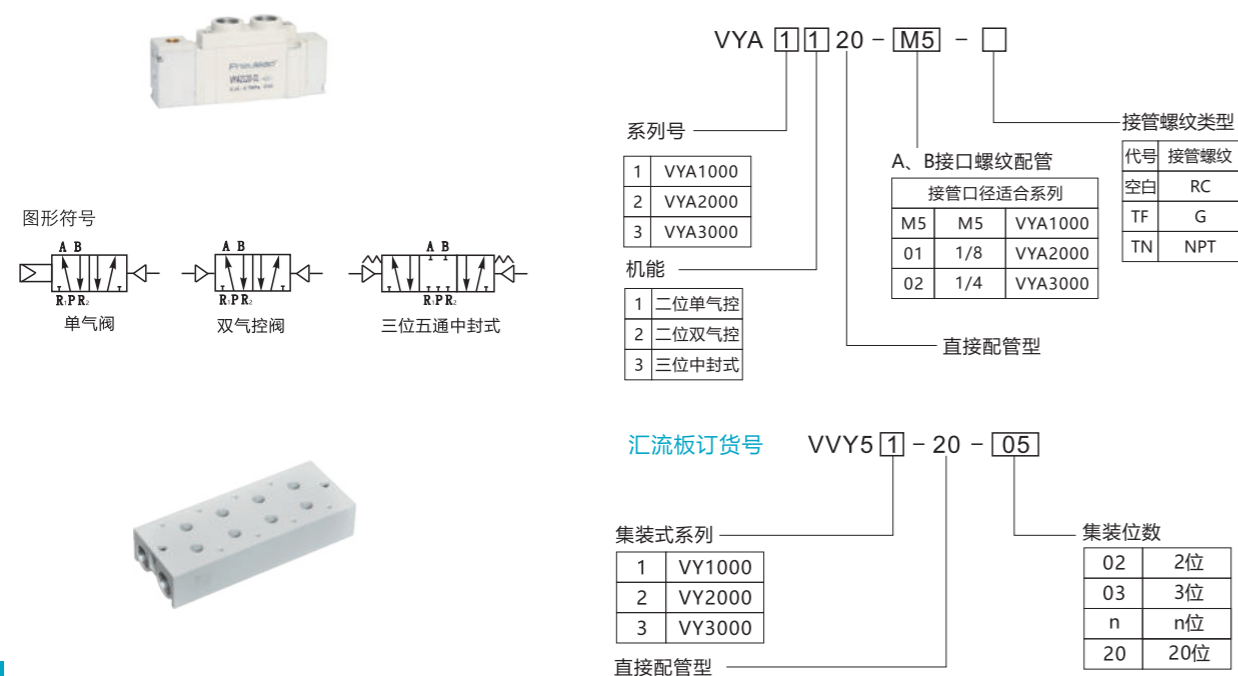 PneuMac
VYA 1 1 20 - M5 - □
系列号
1 VYA1000
2 VYA2000
3 VYA3000
机能
1 二位单气控
2 二位双气控
3 三位中封式
A、B接口螺纹配管
接管口径适合系列
M5 M5 VYA1000
01 1/8 VYA2000
02 1/4 VYA3000
直接配管型
接管螺纹类型
代号 接管螺纹
空白 RC
TF G
TN NPT
图形符号
A B
R₁PR₂
单气阀
A B
R₁PR₂
双气控阀
A B
R₁PR₂
三位五通中封式
汇流板订货号 VVY5 1 - 20 - 05
集装式系列
1 VY1000
2 VY2000
3 VY3000
直接配管型
集装位数
02 2位
03 3位
n n位
20 20位